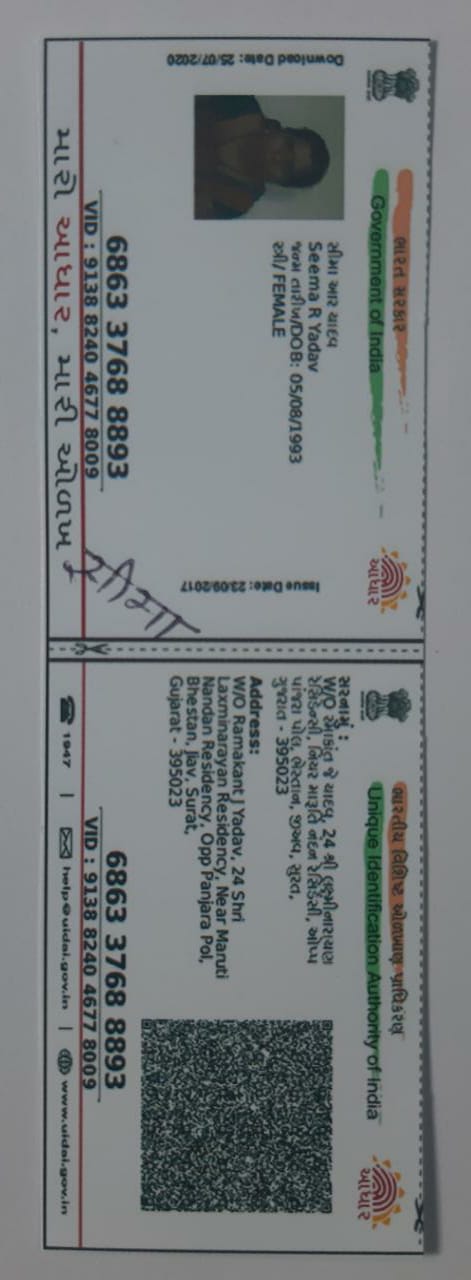 ભારત સરકાર
Government of India
Download Date: 25/07/2020
સીમા આર યાદવ
Seema R Yadav
જન્મ તારીખ/DOB: 05/08/1993
સ્ત્રી/ FEMALE
Issue Date: 23/09/2017
6863 3768 8893
VID : 9138 8240 4677 8009
મારો આધાર, મારી ઓળખ
सीमा
આધાર
ભારતીય વિશિષ્ટ ઓળખાણ પ્રાધિકરણ
Unique Identification Authority of India
આધાર
સરનામું :
W/O રમાકાંત જે યાદવ, 24 શ્રી લક્ષ્મીનારાયણ
રેસિડેન્સી, નિયર મારૂતિ નંદન રેસિડેંસી, ઓપ્પ
પાંજરા પોલ, ભેસ્તાન, જીઆવ, સુરત,
ગુજરાત - 395023
Address:
W/O Ramakant J Yadav, 24 Shri
Laxminarayan Residency, Near Maruti
Nandan Residency, Opp Panjara Pol,
Bhestan, Jiav, Surat,
Gujarat - 395023
6863 3768 8893
VID : 9138 8240 4677 8009
1947 | help@uidai.gov.in | www.uidai.gov.in